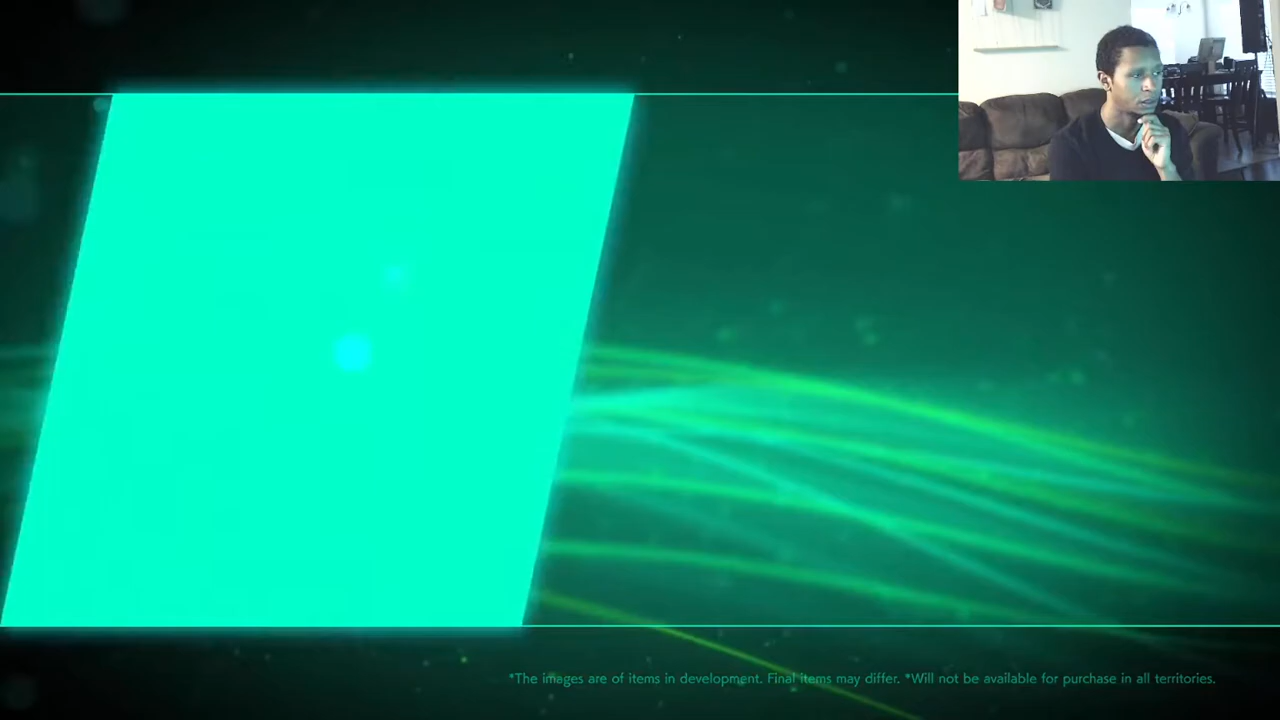 *The images are of items in development. Final items may differ. *Will not be available for purchase in all territories.